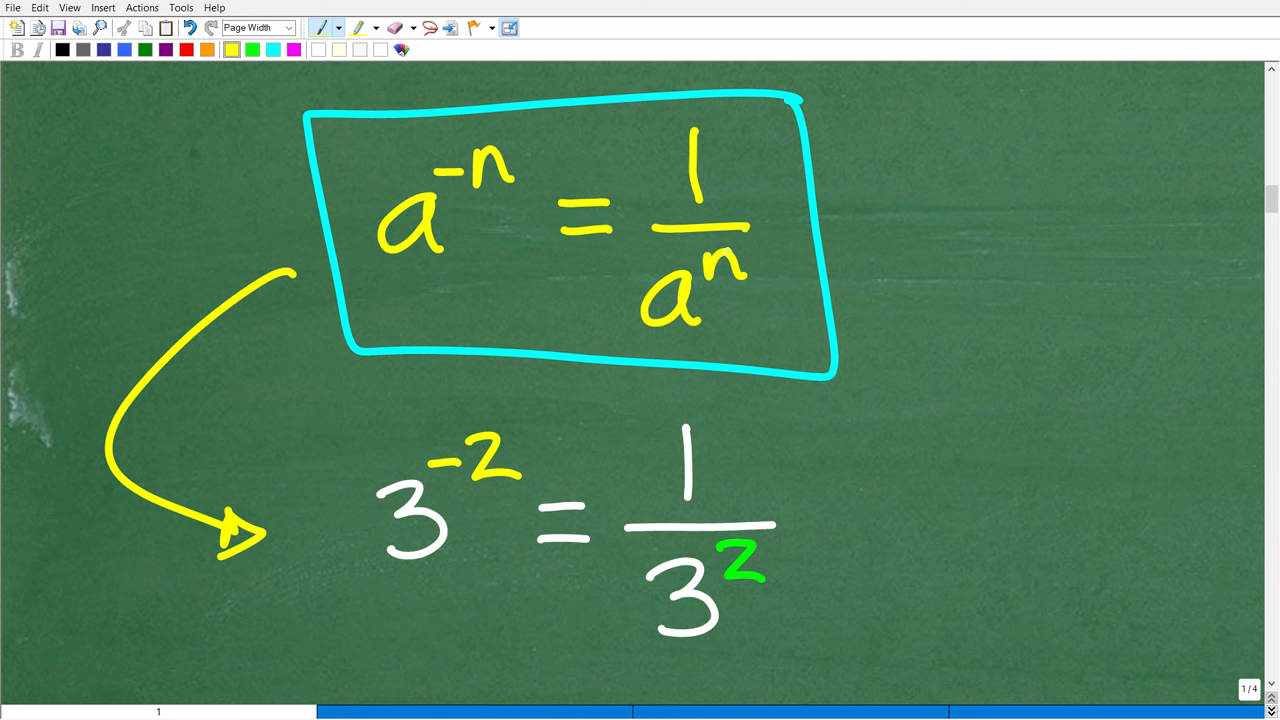 File Edit View Insert Actions Tools Help
Page Width
B I
a^-n = 1/a^n
3^-2 = 1/3^2
1 / 4
1